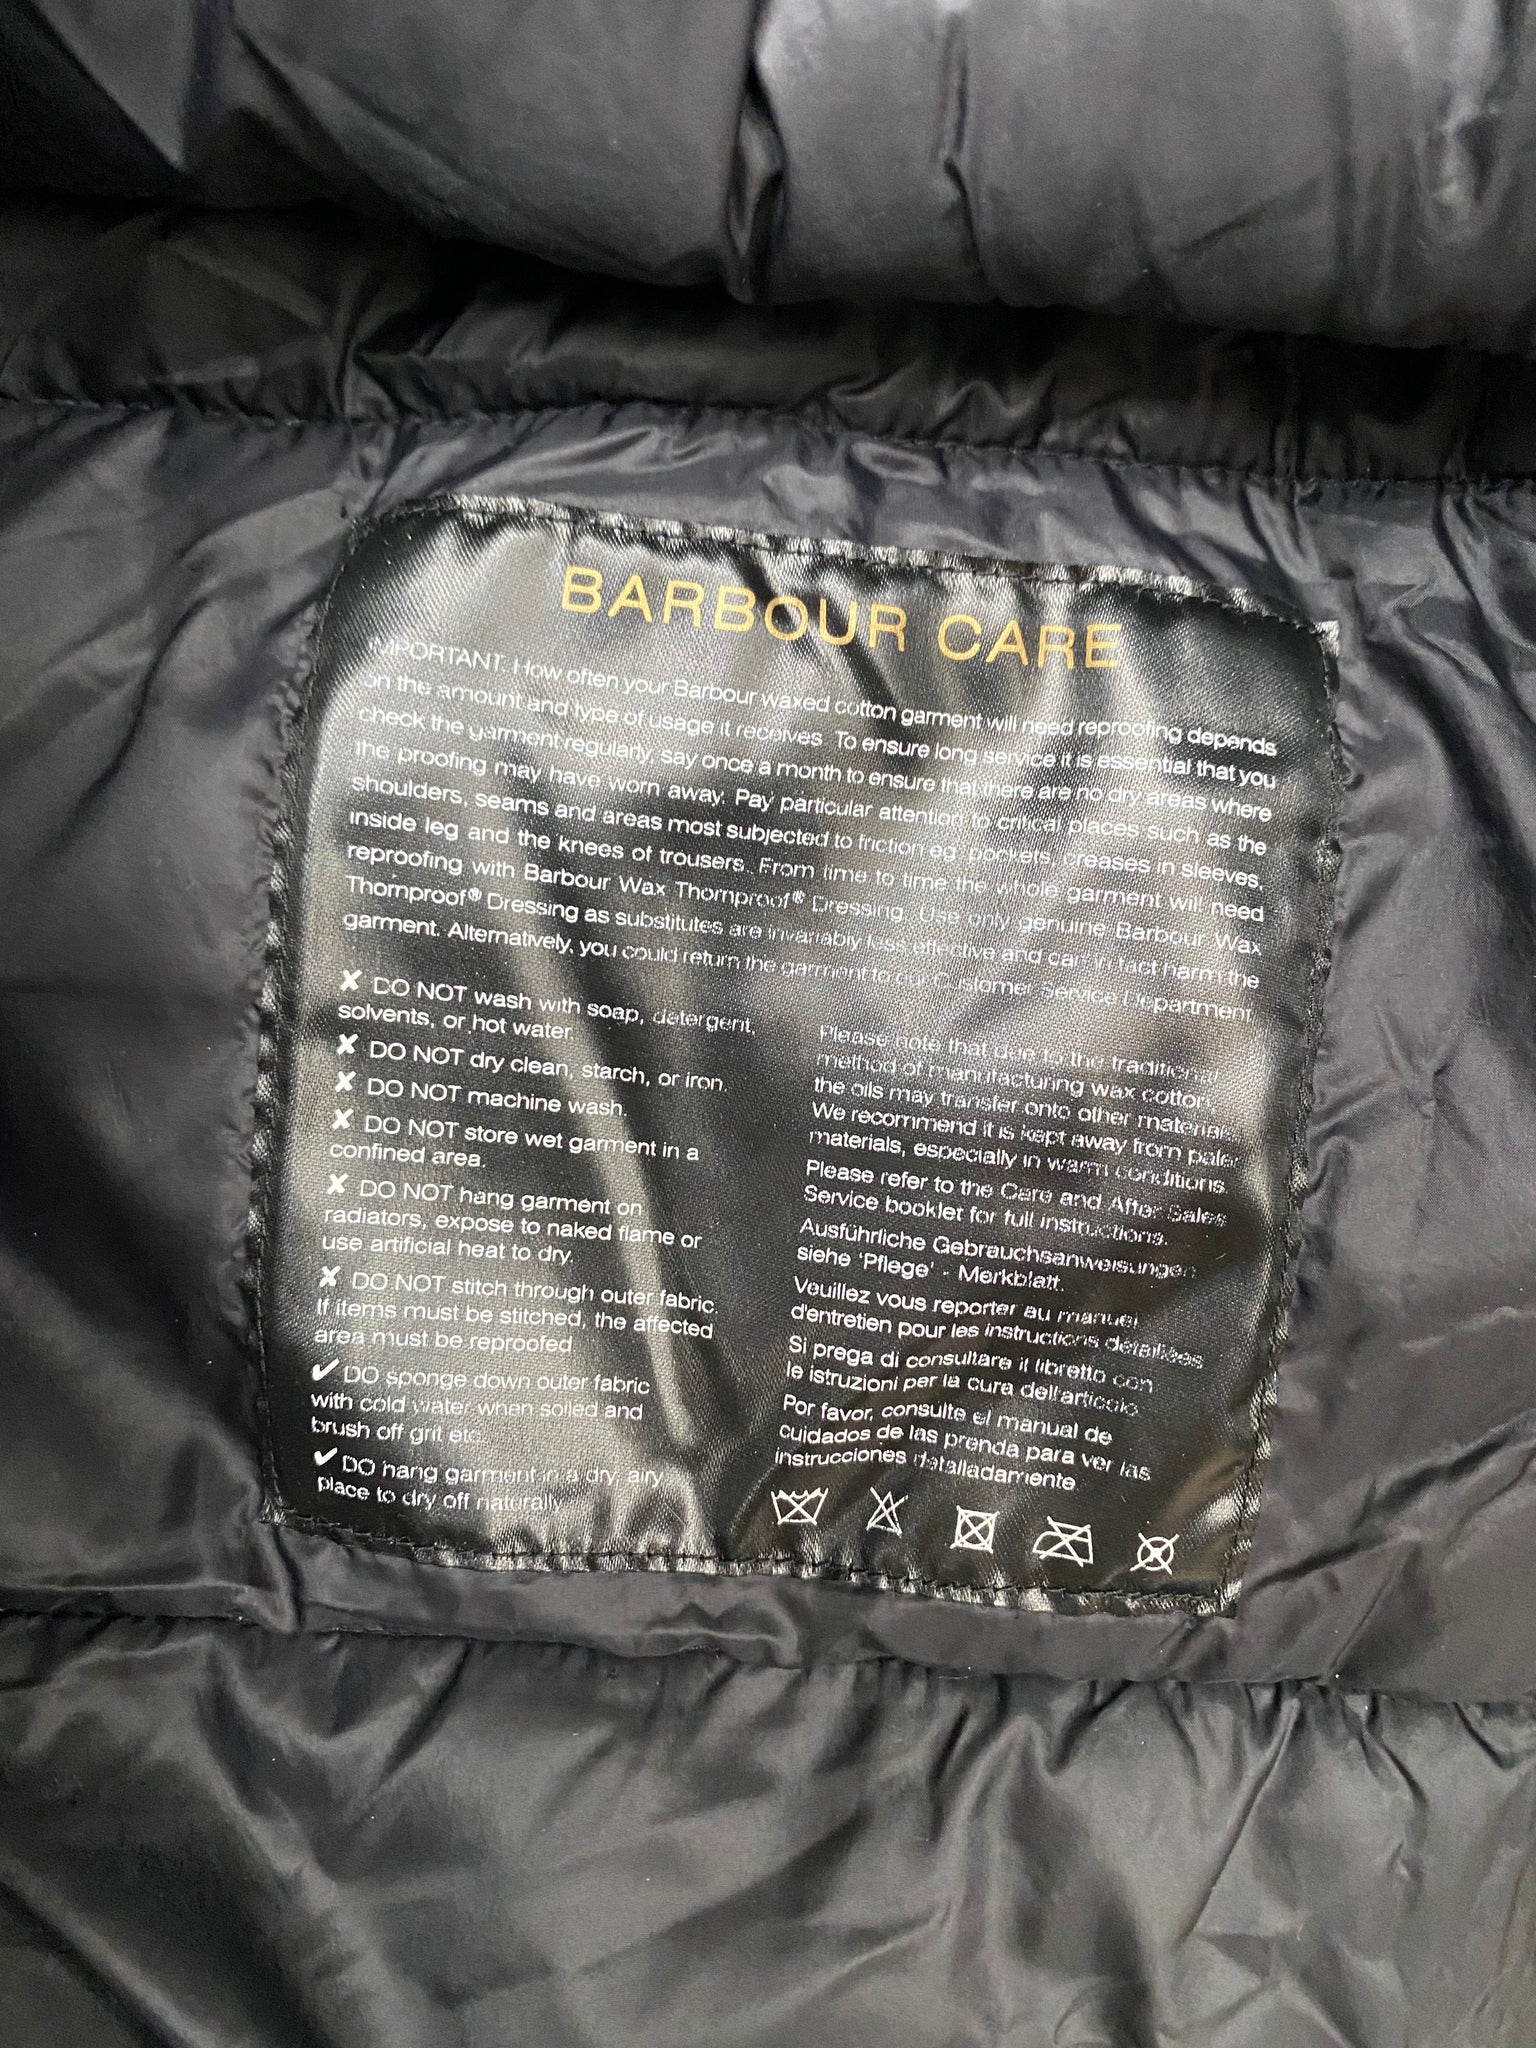 BARBOUR CARE
IMPORTANT. How often your Barbour waxed cotton garment will need reproofing depends
on the amount and type of usage it receives. To ensure long service it is essential that you
check the garment regularly, say once a month to ensure that there are no dry areas where
the proofing may have worn away. Pay particular attention to critical places such as the
shoulders, seams and areas most subjected to friction eg. pockets, creases in sleeves,
inside leg and the knees of trousers. From time to time the whole garment will need
reproofing with Barbour Wax Thornproof® Dressing. Use only genuine Barbour Wax
Thornproof® Dressing as substitutes are invariably less effective and can in fact harm the
garment. Alternatively, you could return the garment to our Customer Service Department.
✘ DO NOT wash with soap, detergent,
solvents, or hot water.
✘ DO NOT dry clean, starch, or iron.
✘ DO NOT machine wash.
✘ DO NOT store wet garment in a
confined area.
✘ DO NOT hang garment on
radiators, expose to naked flame or
use artificial heat to dry.
✘ DO NOT stitch through outer fabric.
If items must be stitched, the affected
area must be reproofed
✔ DO sponge down outer fabric
with cold water when soiled and
brush off grit etc
✔ DO hang garment in a dry, airy
place to dry off naturally
Please note that due to the traditional
method of manufacturing wax cotton,
the oils may transfer onto other materials.
We recommend it is kept away from paler
materials, especially in warm conditions.
Please refer to the Care and After Sales
Service booklet for full instructions.
Ausführliche Gebrauchsanweisungen
siehe 'Pflege' - Merkblatt.
Veuillez vous reporter au manuel
d'entretien pour les instructions détaillées
Si prega di consultare il libretto con
le istruzioni per la cura dell'articolo
Por favor, consulte el manual de
cuidados de las prenda para ver las
instrucciones detalladamente